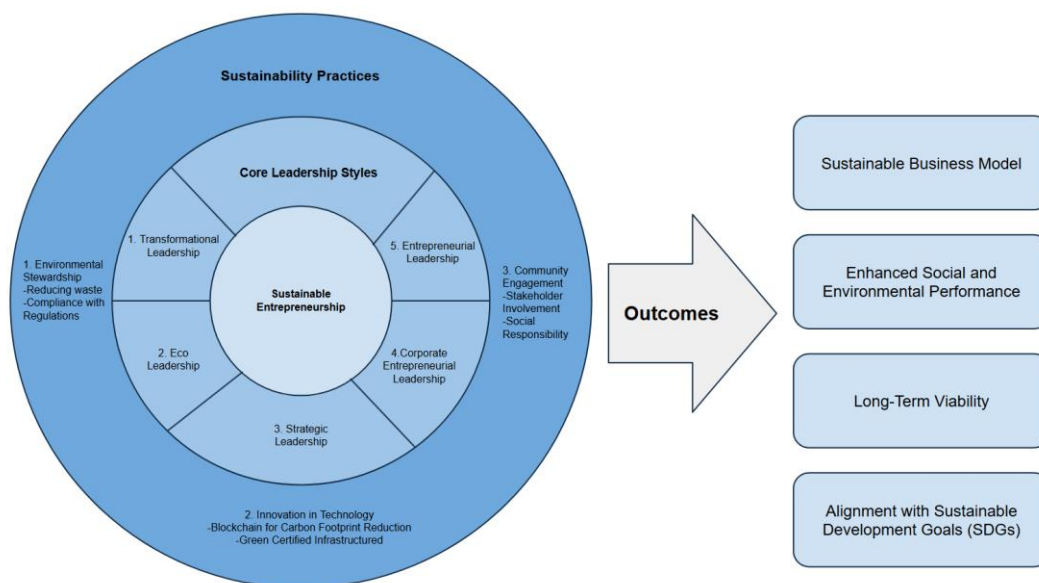 Sustainability Practices
Core Leadership Styles
1. Transformational
Leadership
5. Entrepreneurial
Leadership
1. Environmental
Stewardship
-Reducing waste
-Compliance with
Regulations
Sustainable
Entrepreneurship
3. Community
Engagement
-Stakeholder
Involvement
-Social
Responsibility
2. Eco
Leadership
4 Corporate
Entrepreneurial
Leadership
3. Strategic
Leadership
2. Innovation in Technology
-Blockchain for Carbon Footprint Reduction
-Green Certified Infrastructured
Outcomes
Sustainable Business Model
Enhanced Social and
Environmental Performance
Long-Term Viability
Alignment with Sustainable
Development Goals (SDGs)